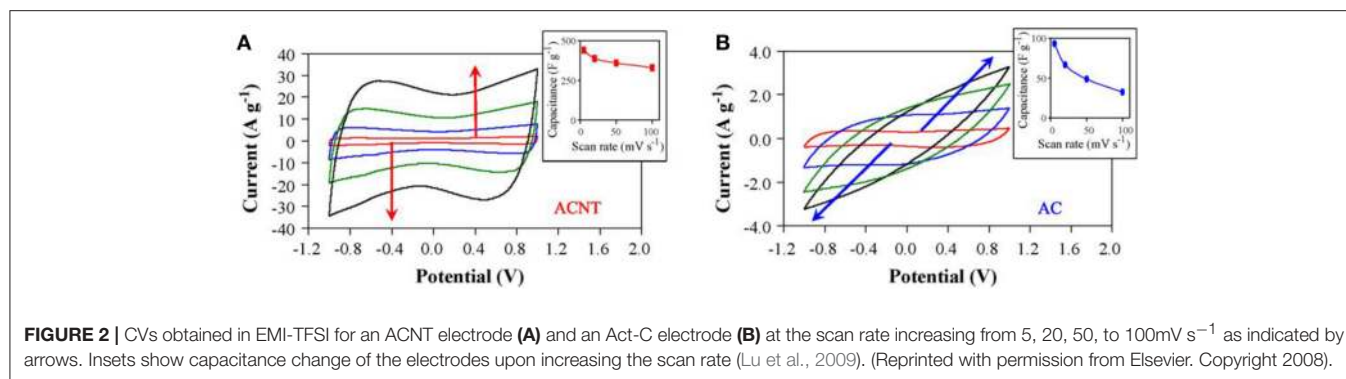 A
40
30
20
10
0
-10
-20
-30
-40
Current (A g⁻¹)
-1.2 -0.8 -0.4 0.0 0.4 0.8 1.2 1.6 2.0
Potential (V)
ACNT
500
250
0
Capacitance (F g⁻¹)
0 50 100
Scan rate (mV s⁻¹)
B
4.0
2.0
0.0
-2.0
-4.0
Current (A g⁻¹)
-1.2 -0.8 -0.4 0.0 0.4 0.8 1.2 1.6 2.0
Potential (V)
AC
100
50
0
Capacitance (F g⁻¹)
0 50 100
Scan rate (mV s⁻¹)
FIGURE 2 | CVs obtained in EMI-TFSI for an ACNT electrode (A) and an Act-C electrode (B) at the scan rate increasing from 5, 20, 50, to 100mV s⁻¹ as indicated by
arrows. Insets show capacitance change of the electrodes upon increasing the scan rate (Lu et al., 2009). (Reprinted with permission from Elsevier. Copyright 2008).